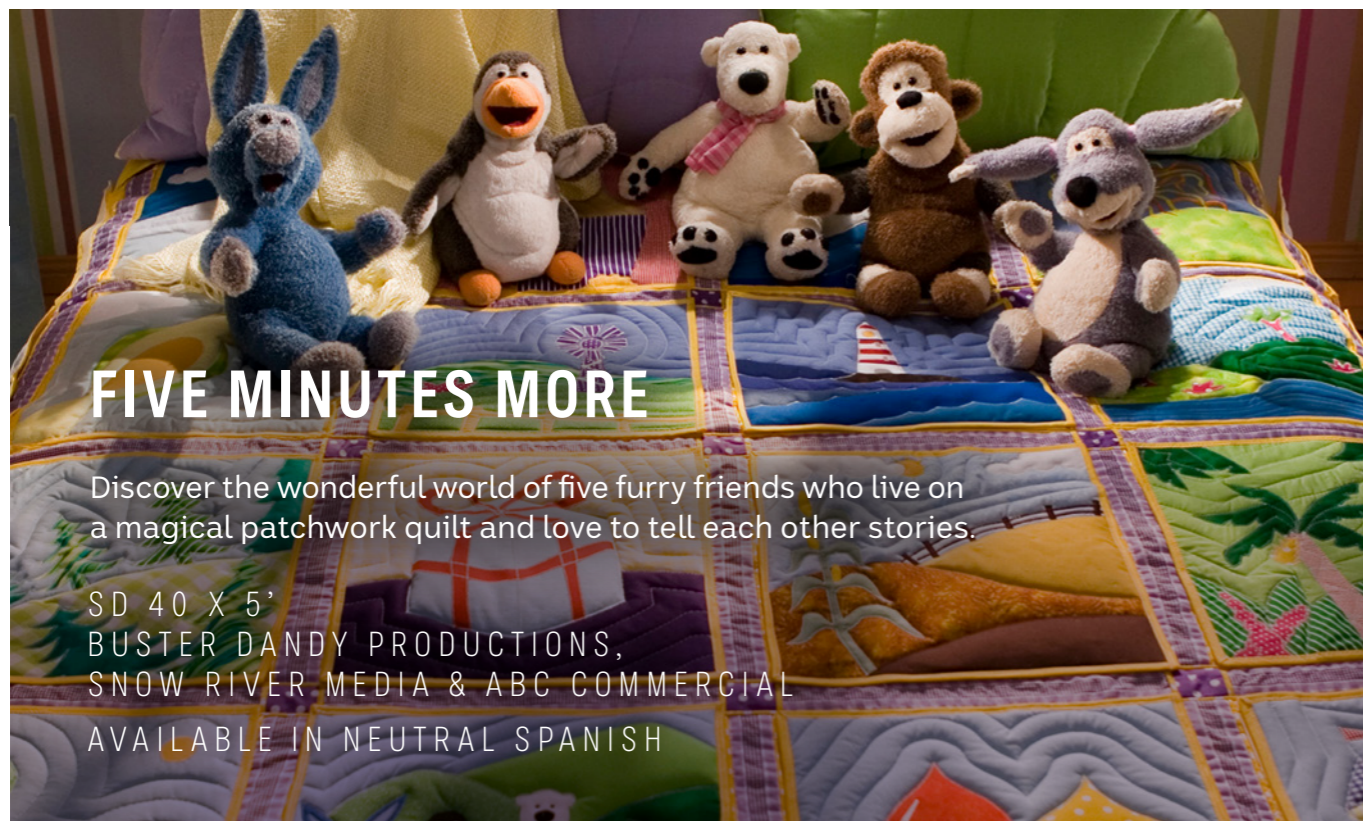 FIVE MINUTES MORE
Discover the wonderful world of five furry friends who live on
a magical patchwork quilt and love to tell each other stories.
SD 40 X 5’
BUSTER DANDY PRODUCTIONS,
SNOW RIVER MEDIA & ABC COMMERCIAL
AVAILABLE IN NEUTRAL SPANISH